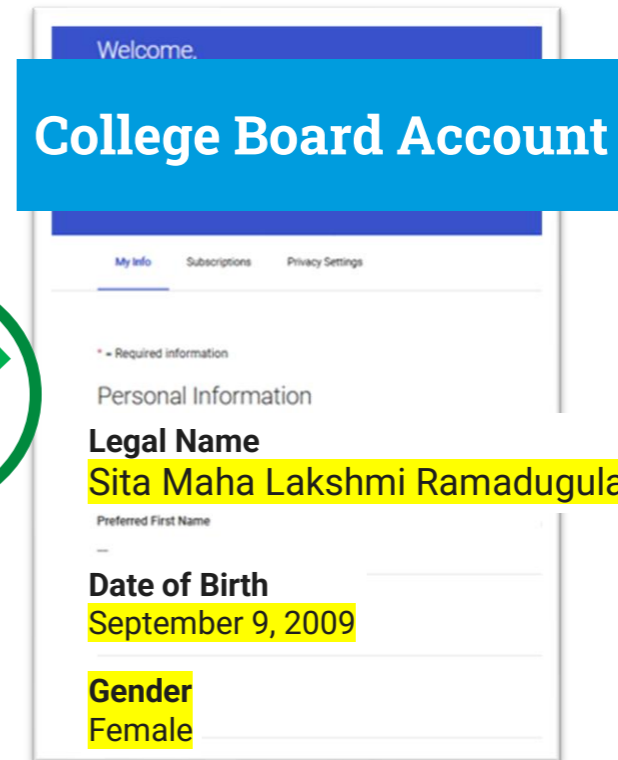 Welcome.
College Board Account
My Info Subscriptions Privacy Settings
* = Required information
Personal Information
Legal Name
Sita Maha Lakshmi Ramadugula
Preferred First Name
—
Date of Birth
September 9, 2009
Gender
Female